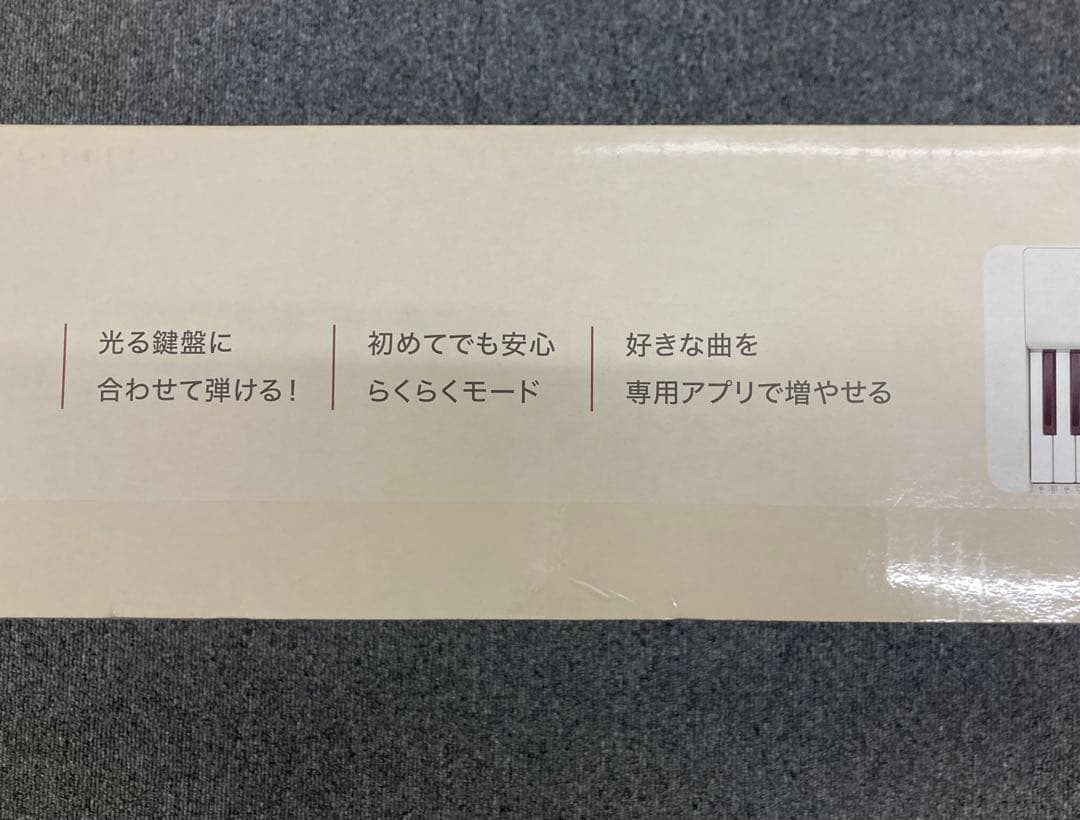 光る鍵盤に
合わせて弾ける！
初めてでも安心
らくらくモード
好きな曲を
専用アプリで増やせる